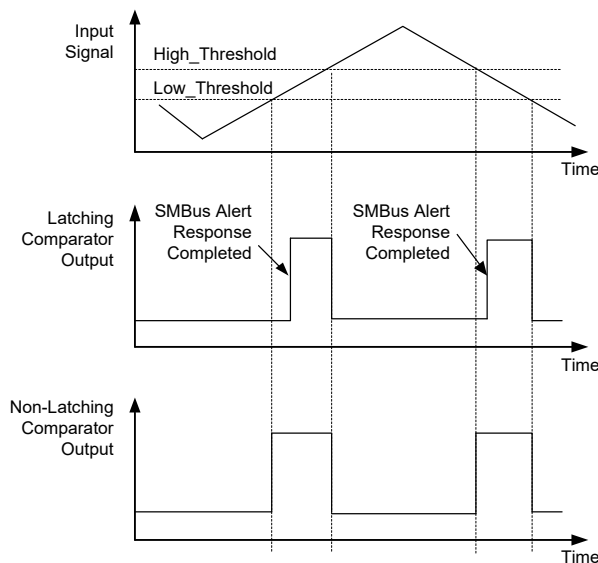 Input
Signal
High_Threshold
Low_Threshold
Time
Latching
Comparator
Output
SMBus Alert
Response
Completed
SMBus Alert
Response
Completed
Time
Non-Latching
Comparator
Output
Time